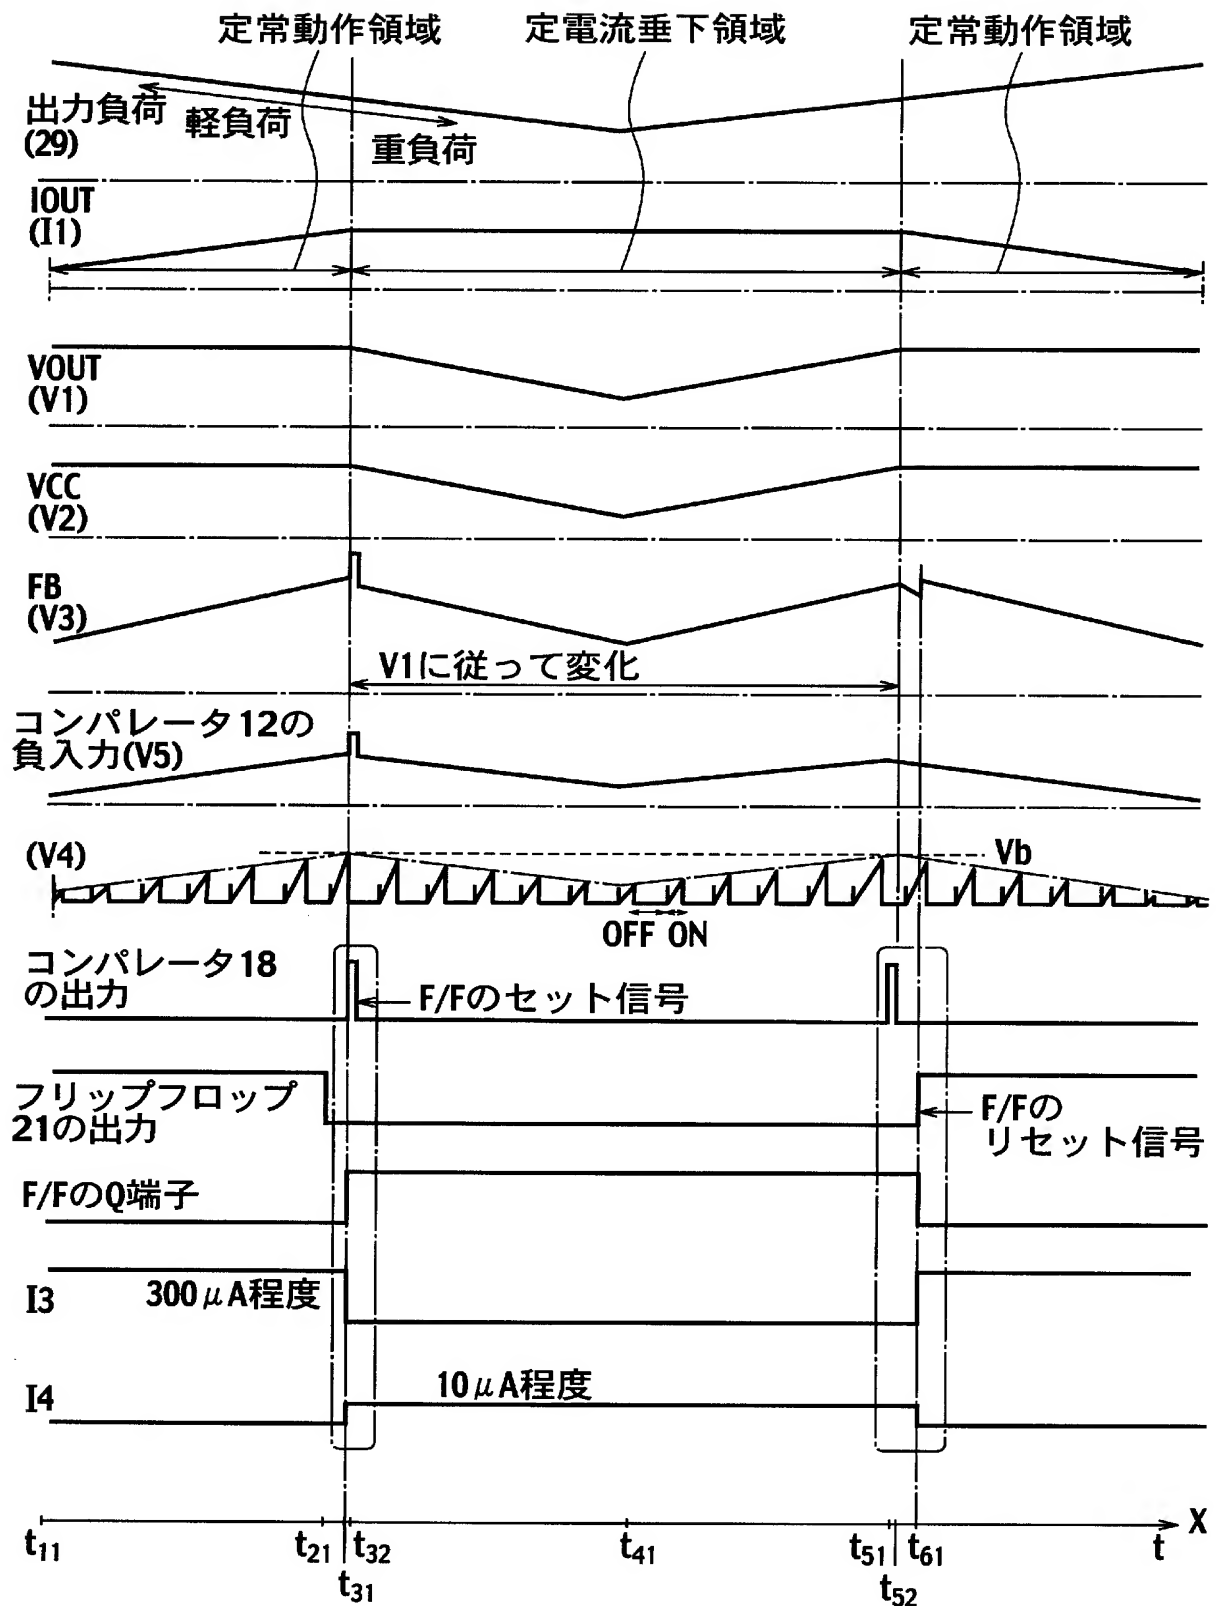 定常動作領域
定電流垂下領域
定常動作領域
出力負荷
(29)
軽負荷
重負荷
IOUT
(I1)
VOUT
(V1)
VCC
(V2)
FB
(V3)
V1に従って変化
コンパレータ12の
負入力(V5)
(V4)
Vb
OFF ON
コンパレータ18
の出力
F/Fのセット信号
フリップフロップ
21の出力
F/Fの
リセット信号
F/FのQ端子
I3
300μA程度
I4
10μA程度
X
t11
t21
t32
t41
t51
t61
t
t31
t52